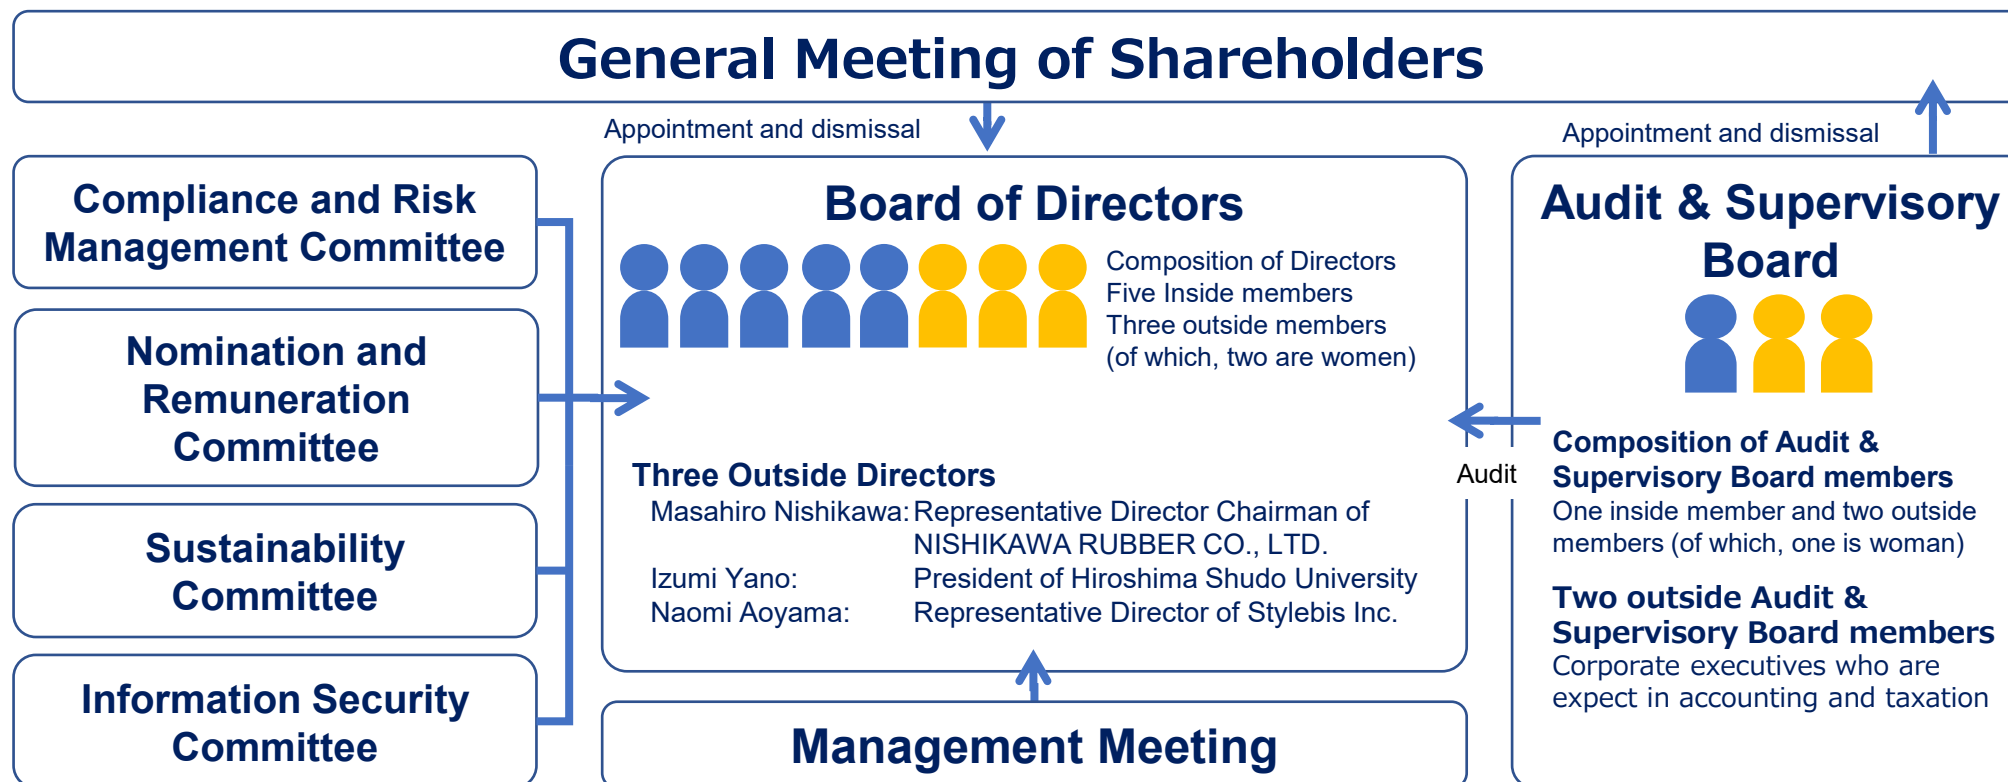 General Meeting of Shareholders
Appointment and dismissal
Appointment and dismissal
Compliance and Risk
Management Committee
Nomination and
Remuneration
Committee
Sustainability
Committee
Information Security
Committee
Board of Directors
Composition of Directors
Five Inside members
Three outside members
(of which, two are women)
Three Outside Directors
Masahiro Nishikawa: Representative Director Chairman of
NISHIKAWA RUBBER CO., LTD.
Izumi Yano: President of Hiroshima Shudo University
Naomi Aoyama: Representative Director of Stylebis Inc.
Management Meeting
Audit
Audit & Supervisory
Board
Composition of Audit &
Supervisory Board members
One inside member and two outside
members (of which, one is woman)
Two outside Audit &
Supervisory Board members
Corporate executives who are
expect in accounting and taxation